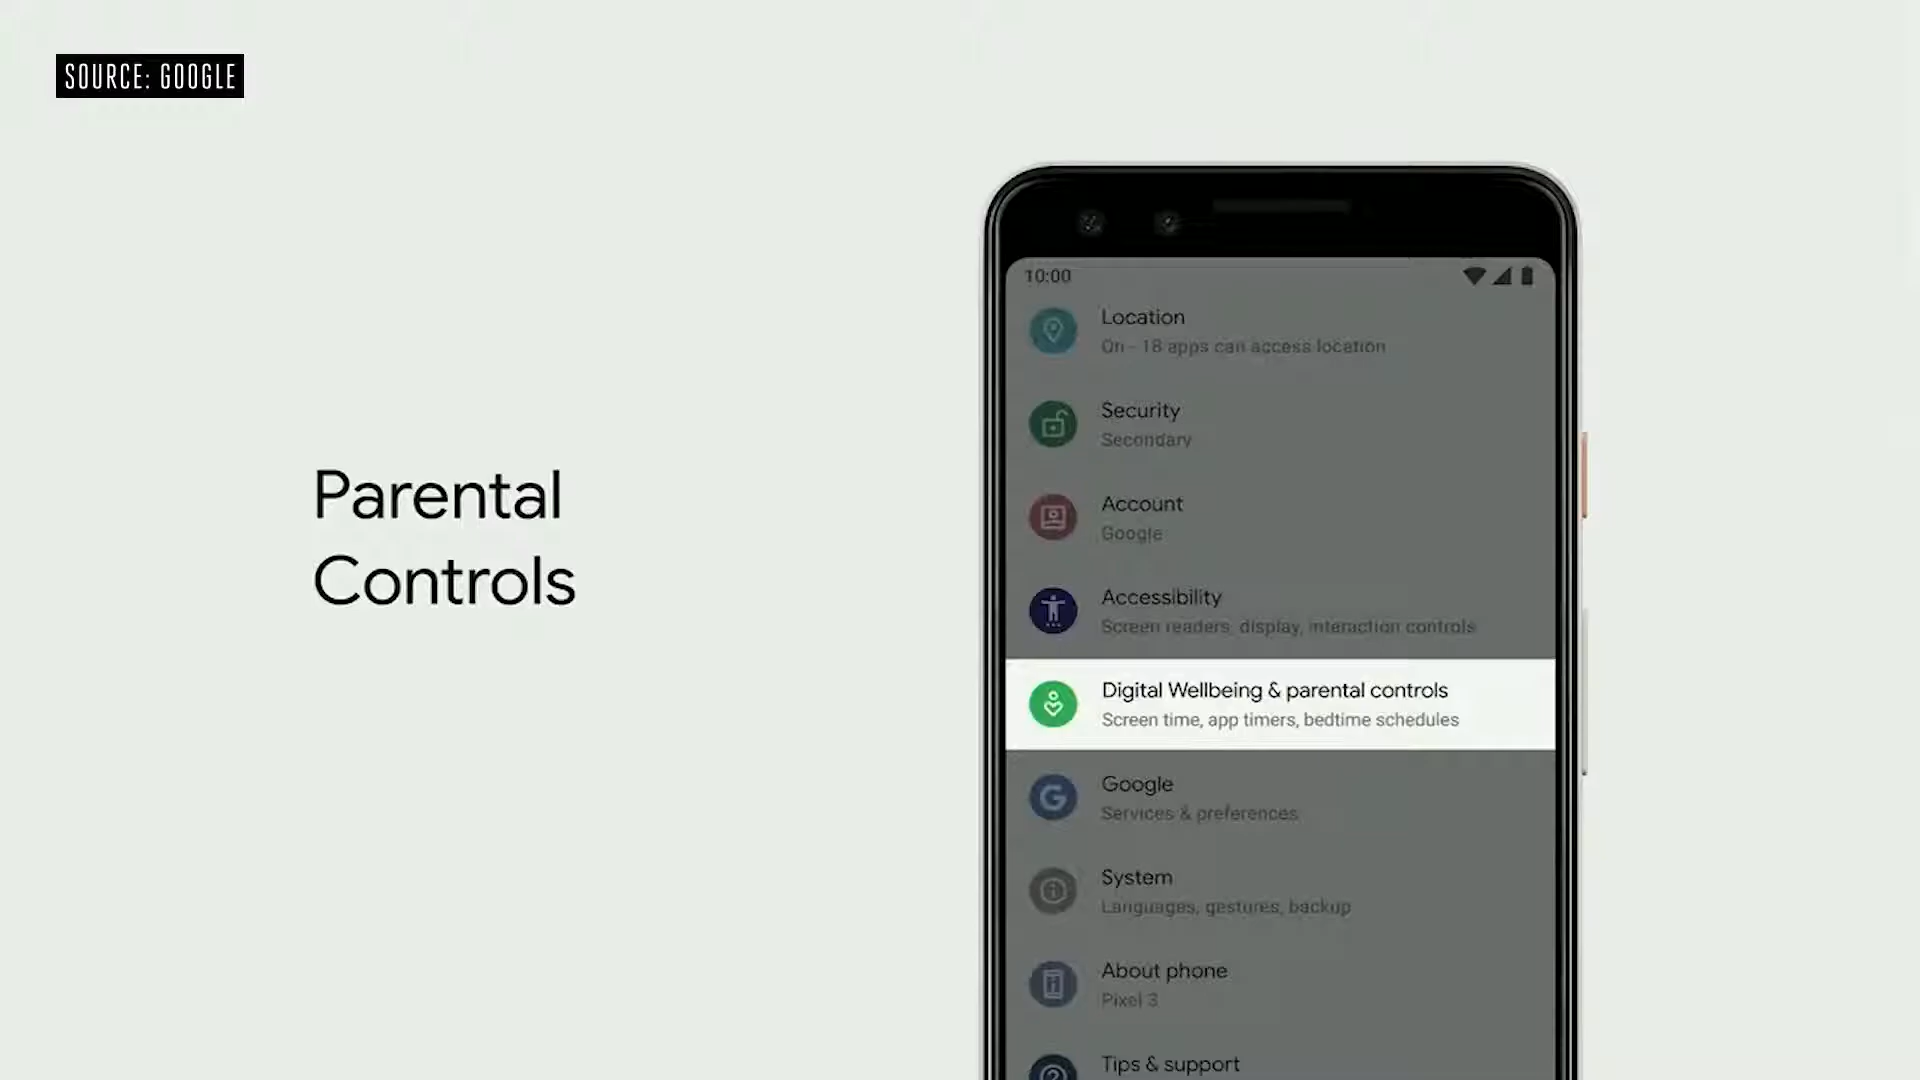 SOURCE: GOOGLE
Parental
Controls
10:00
Location
On - 18 apps can access location
Security
Secondary
Account
Google
Accessibility
Screen readers, display, interaction controls
Digital Wellbeing & parental controls
Screen time, app timers, bedtime schedules
Google
Services & preferences
System
Languages, gestures, backup
About phone
Pixel 3
Tips & support